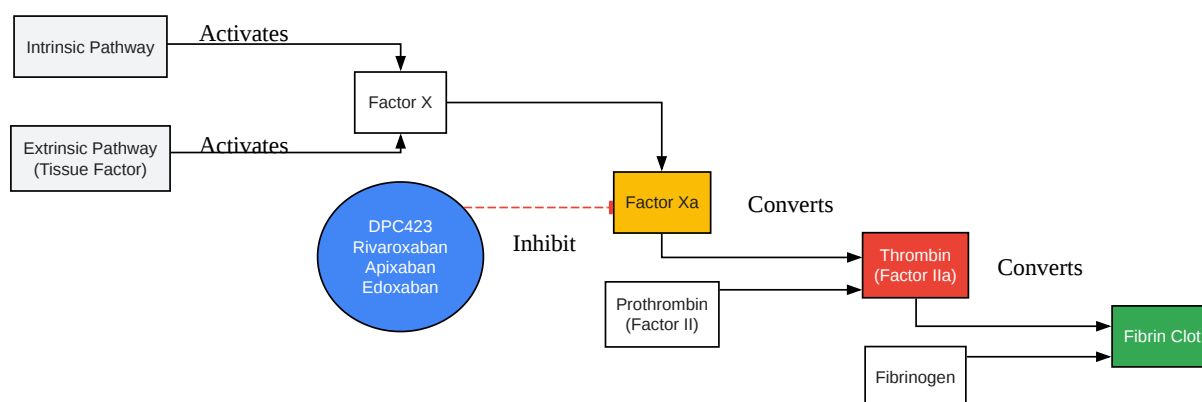 Intrinsic Pathway
Activates
Factor X
Extrinsic Pathway
(Tissue Factor)
Activates
DPC423
Rivaroxaban
Apixaban
Edoxaban
Inhibit
Factor Xa
Converts
Prothrombin
(Factor II)
Thrombin
(Factor IIa)
Converts
Fibrinogen
Fibrin Clot